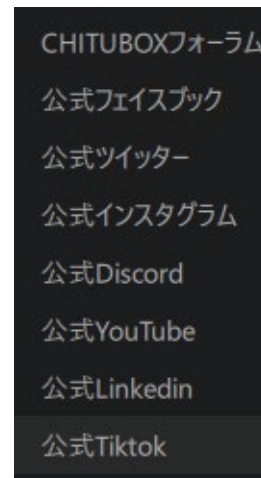 CHITUBOXフォーラム
公式フェイスブック
公式ツイッター
公式インスタグラム
公式Discord
公式YouTube
公式Linkedin
公式Tiktok